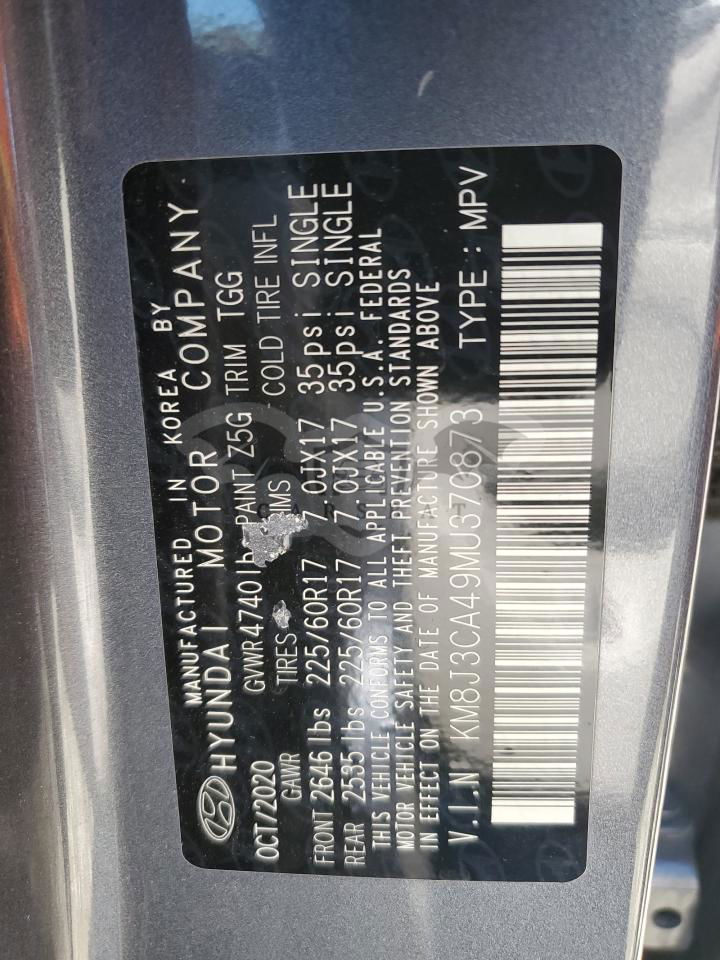 MANUFACTURED IN KOREA BY
HYUNDAI MOTOR COMPANY
OCT/2020 GVWR 4740 lb PAINT Z5G TRIM TGG
GAWR TIRES COLD TIRE INFL
FRONT 2646 lbs 225/60R17 7.0JX17 35psi SINGLE
REAR 2535 lbs 225/60R17 7.0JX17 35psi SINGLE
THIS VEHICLE CONFORMS TO ALL APPLICABLE U.S.A. FEDERAL
MOTOR VEHICLE SAFETY AND THEFT PREVENTION STANDARDS
IN EFFECT ON THE DATE OF MANUFACTURE SHOWN ABOVE
V.I.N KM8J3CA49MU370873 TYPE : MPV